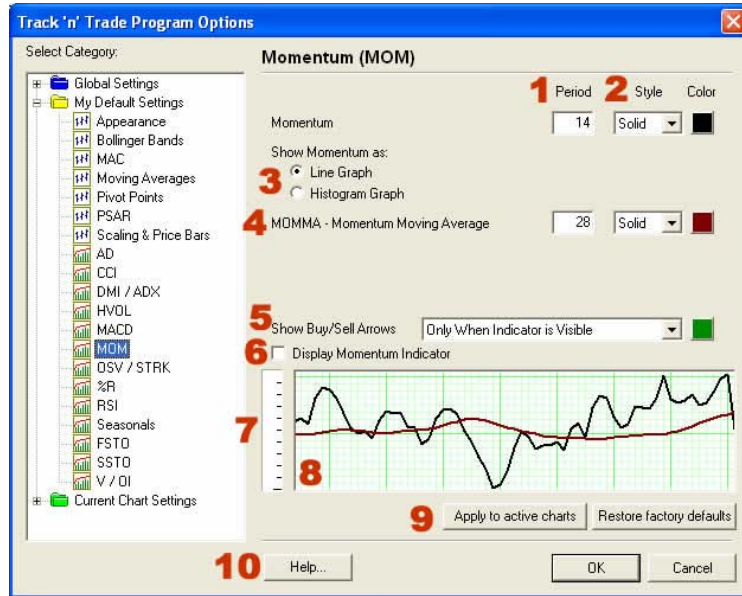 Track 'n' Trade Program Options
Select Category:
Global Settings
My Default Settings
Appearance
Bollinger Bands
MAC
Moving Averages
Pivot Points
PSAR
Scaling & Price Bars
AD
CCI
DMI / ADX
HVOL
MACD
MOM
OSV / STRK
%R
RSI
Seasonals
FSTO
SSTO
V / OI
Current Chart Settings
Momentum (MOM)
1 Period 2 Style Color
Momentum 14 Solid
Show Momentum as:
3 Line Graph
Histogram Graph
4 MOMMA - Momentum Moving Average 28 Solid
5 Show Buy/Sell Arrows Only When Indicator is Visible
6 Display Momentum Indicator
7
8
9 Apply to active charts Restore factory defaults
10 Help... OK Cancel